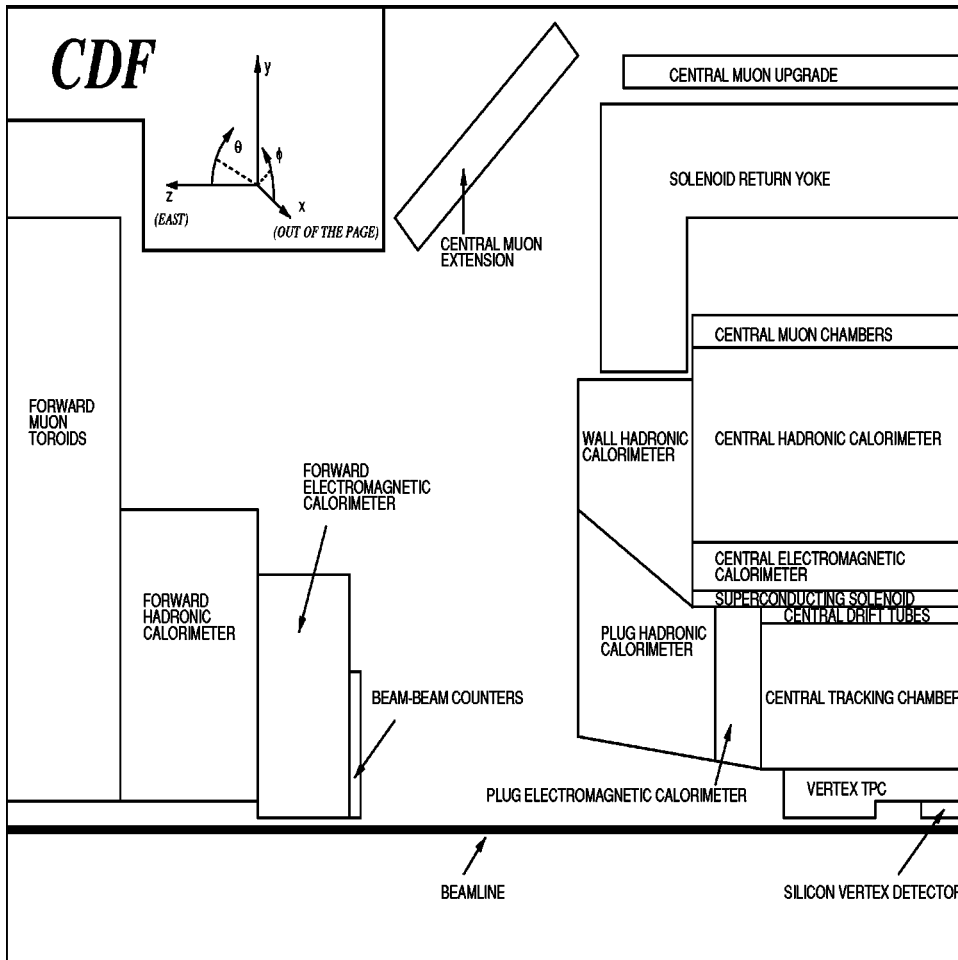 CDF
y
θ
ϕ
z
x
(EAST)
(OUT OF THE PAGE)
CENTRAL MUON UPGRADE
SOLENOID RETURN YOKE
CENTRAL MUON
EXTENSION
CENTRAL MUON CHAMBERS
FORWARD
MUON
TOROIDS
WALL HADRONIC
CALORIMETER
CENTRAL HADRONIC CALORIMETER
FORWARD
ELECTROMAGNETIC
CALORIMETER
CENTRAL ELECTROMAGNETIC
CALORIMETER
SUPERCONDUCTING SOLENOID
CENTRAL DRIFT TUBES
FORWARD
HADRONIC
CALORIMETER
PLUG HADRONIC
CALORIMETER
BEAM-BEAM COUNTERS
CENTRAL TRACKING CHAMBER
PLUG ELECTROMAGNETIC CALORIMETER
VERTEX TPC
BEAMLINE
SILICON VERTEX DETECTOR